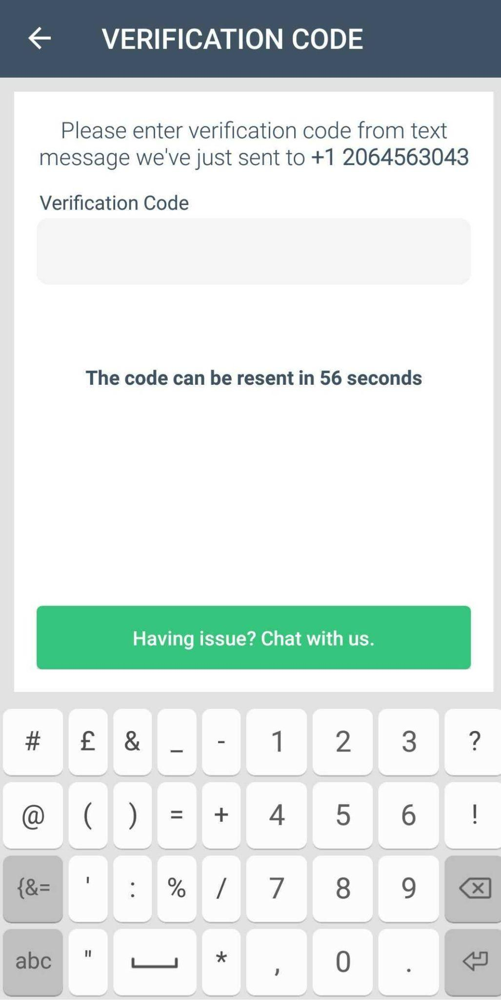 VERIFICATION CODE
Please enter verification code from text
message we've just sent to +1 2064563043
Verification Code
The code can be resent in 56 seconds
Having issue? Chat with us.
# £ & _ - 1 2 3 ?
@ ( ) = + 4 5 6 !
{&= ' : % / 7 8 9
abc " * , 0 .